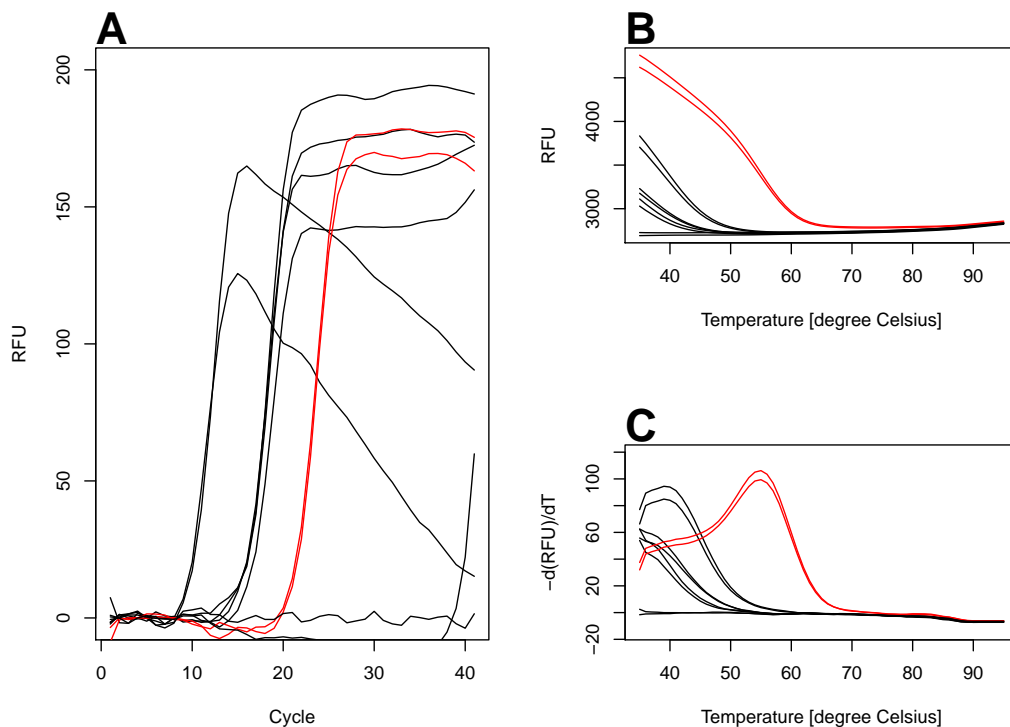 A
RFU
0
50
100
150
200
0 10 20 30 40
Cycle
B
RFU
3000
4000
40 50 60 70 80 90
Temperature [degree Celsius]
C
−d(RFU)/dT
−20
20
60
100
40 50 60 70 80 90
Temperature [degree Celsius]